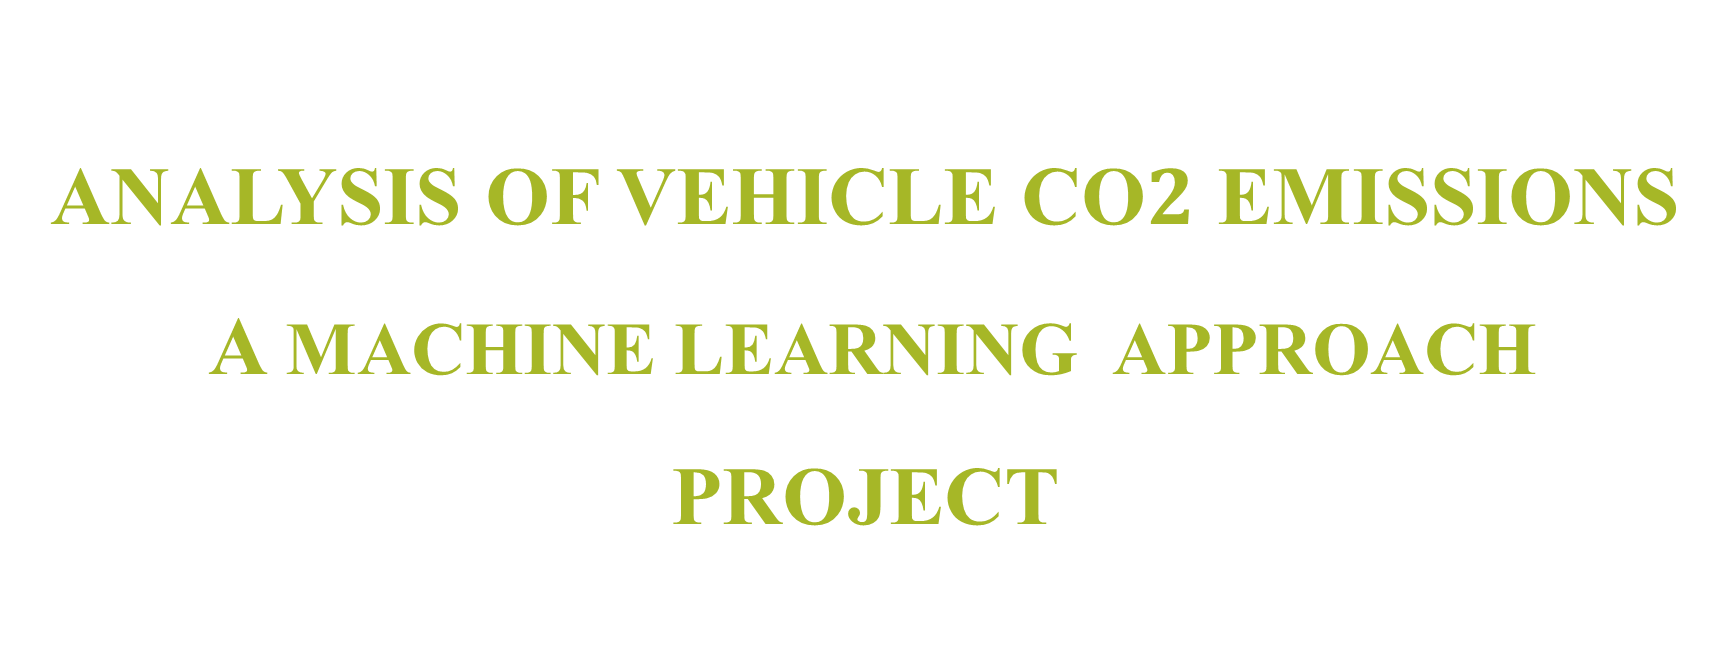 ANALYSIS OF VEHICLE CO2 EMISSIONS
A MACHINE LEARNING APPROACH
PROJECT